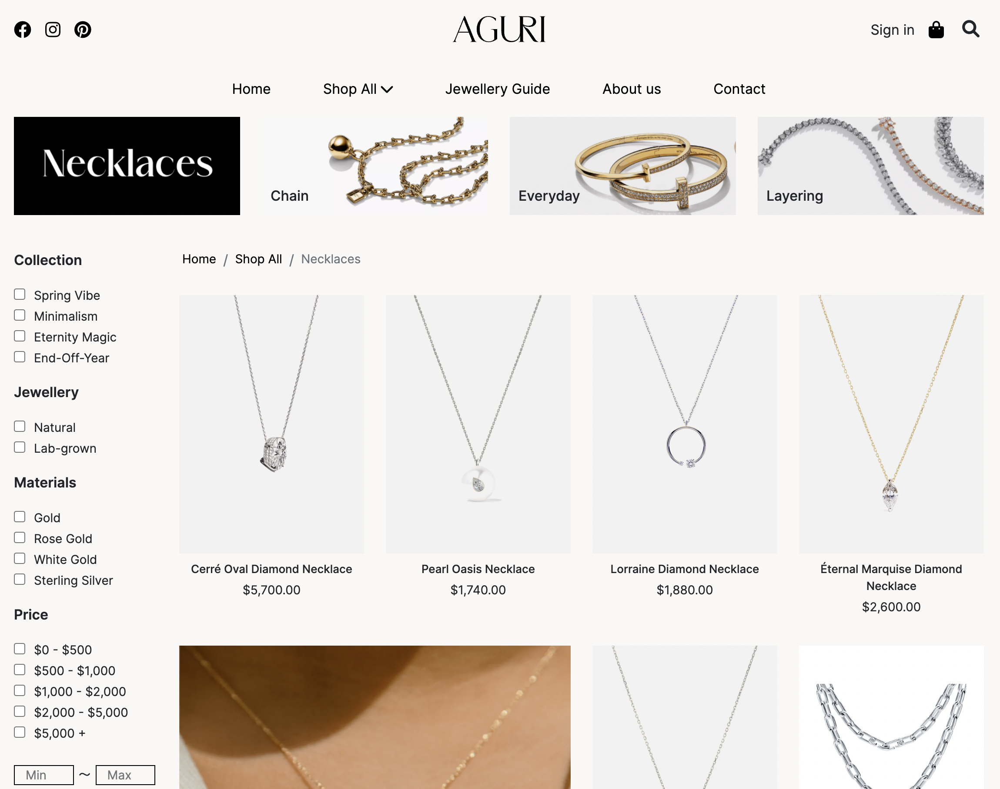 AGURI
Sign in
Home
Shop All
Jewellery Guide
About us
Contact
Necklaces
Chain
Everyday
Layering
Collection
Spring Vibe
Minimalism
Eternity Magic
End-Off-Year
Jewellery
Natural
Lab-grown
Materials
Gold
Rose Gold
White Gold
Sterling Silver
Price
$0 - $500
$500 - $1,000
$1,000 - $2,000
$2,000 - $5,000
$5,000 +
Min ~ Max
Home / Shop All / Necklaces
Cerré Oval Diamond Necklace
$5,700.00
Pearl Oasis Necklace
$1,740.00
Lorraine Diamond Necklace
$1,880.00
Éternal Marquise Diamond
Necklace
$2,600.00